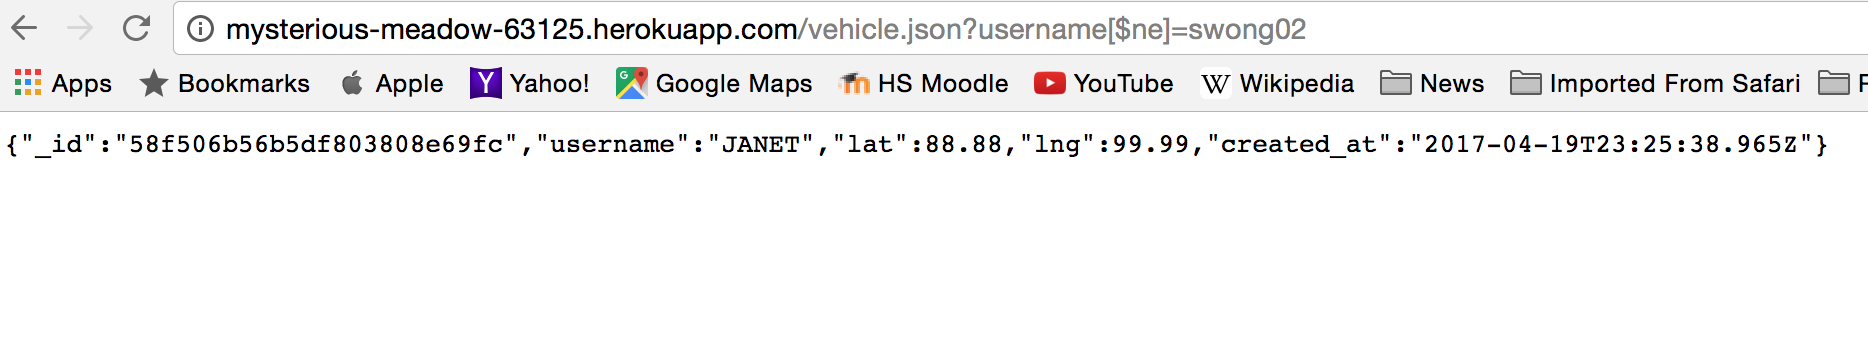 mysterious-meadow-63125.herokuapp.com/vehicle.json?username[$ne]=swong02
Apps Bookmarks Apple Yahoo! Google Maps HS Moodle YouTube Wikipedia News Imported From Safari
{"_id":"58f506b56b5df803808e69fc","username":"JANET","lat":88.88,"lng":99.99,"created_at":"2017-04-19T23:25:38.965Z"}